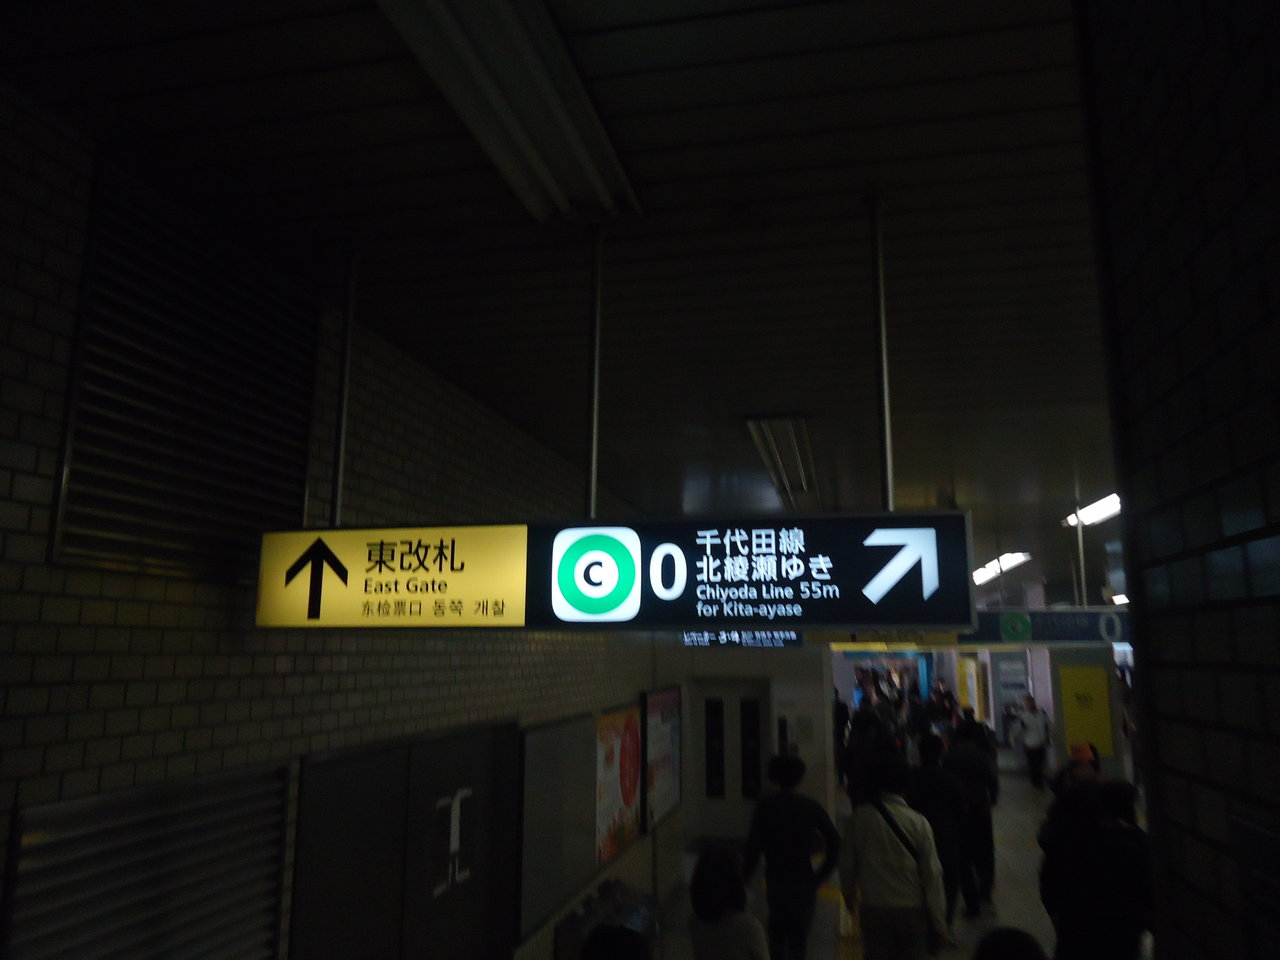 東改札
East Gate
东检票口 동쪽 개찰
C 0
千代田線
北綾瀬ゆき
Chiyoda Line 55m
for Kita-ayase
0